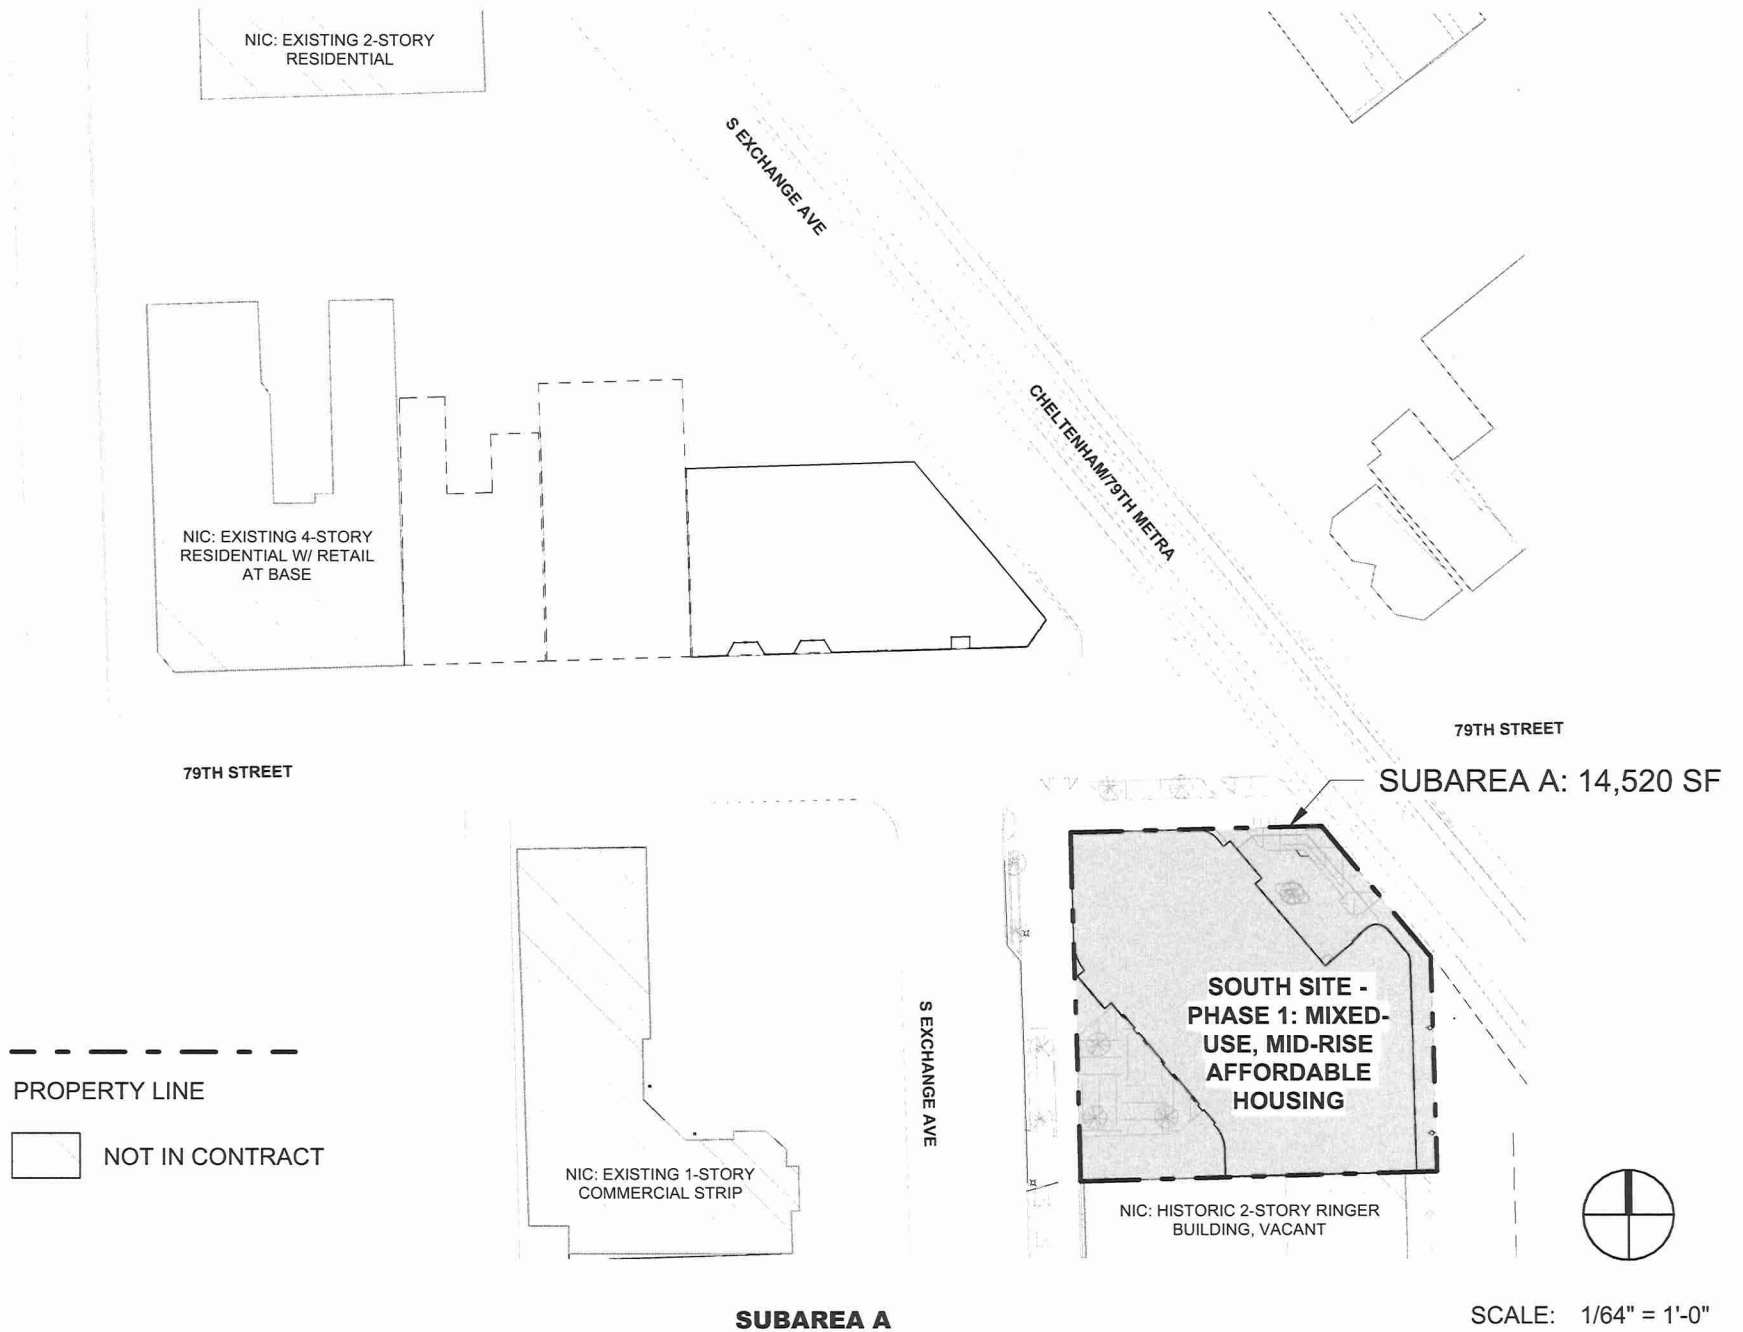 NIC: EXISTING 2-STORY
RESIDENTIAL
S EXCHANGE AVE
CHELTENHAM/79TH METRA
NIC: EXISTING 4-STORY
RESIDENTIAL W/ RETAIL
AT BASE
79TH STREET
79TH STREET
SUBAREA A: 14,520 SF
SOUTH SITE -
PHASE 1: MIXED-
USE, MID-RISE
AFFORDABLE
HOUSING
S EXCHANGE AVE
PROPERTY LINE
NOT IN CONTRACT
NIC: EXISTING 1-STORY
COMMERCIAL STRIP
NIC: HISTORIC 2-STORY RINGER
BUILDING, VACANT
SUBAREA A
SCALE: 1/64" = 1'-0"